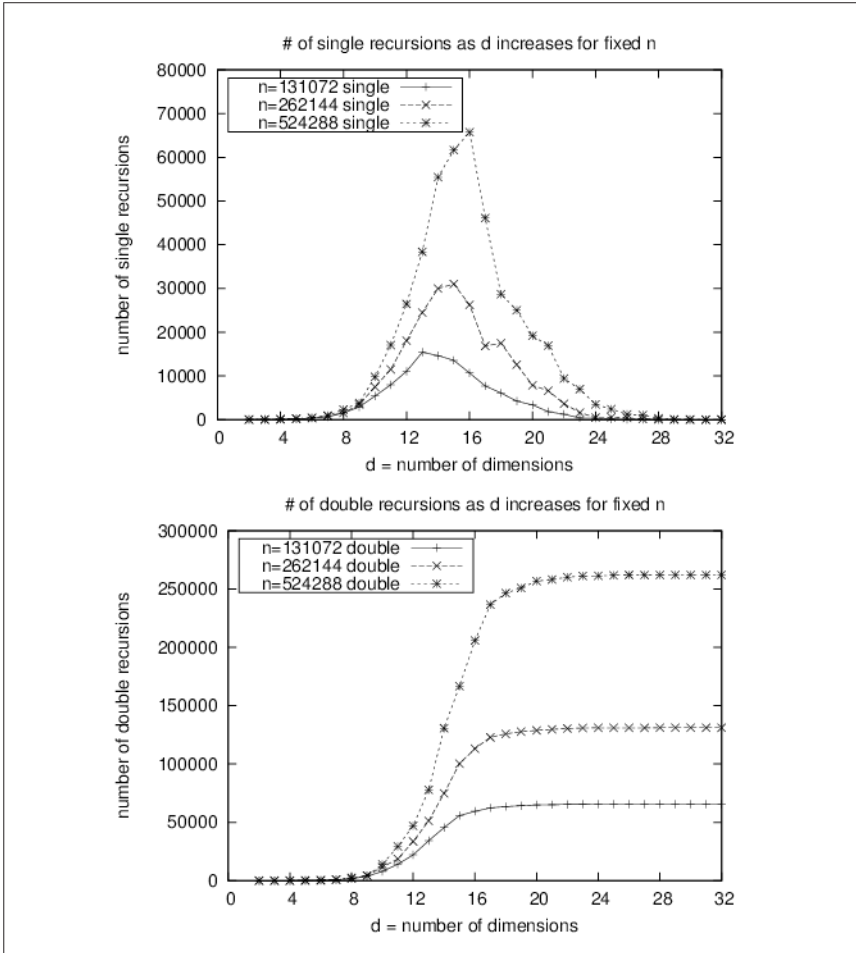 # of single recursions as d increases for fixed n
80000
70000
60000
50000
40000
30000
20000
10000
0
number of single recursions
n=131072 single
n=262144 single
n=524288 single
0 4 8 12 16 20 24 28 32
d = number of dimensions
# of double recursions as d increases for fixed n
300000
250000
200000
150000
100000
50000
0
number of double recursions
n=131072 double
n=262144 double
n=524288 double
0 4 8 12 16 20 24 28 32
d = number of dimensions